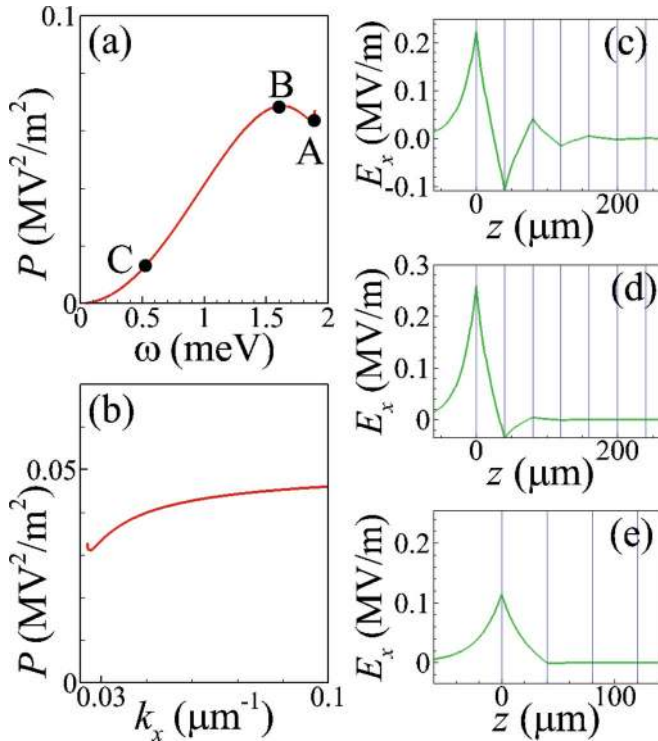 0.1
(a)
B
A
C
P (MV²/m²)
0
0 0.5 1 1.5 2
ω (meV)
(b)
0.05
P (MV²/m²)
0
0.03 0.1
kₓ (μm⁻¹)
(c)
0.2
0.1
0.0
-0.1
Eₓ (MV/m)
0 200
z (μm)
(d)
0.3
0.2
0.1
0
Eₓ (MV/m)
0 200
z (μm)
(e)
0.2
0.1
0
Eₓ (MV/m)
0 100
z (μm)